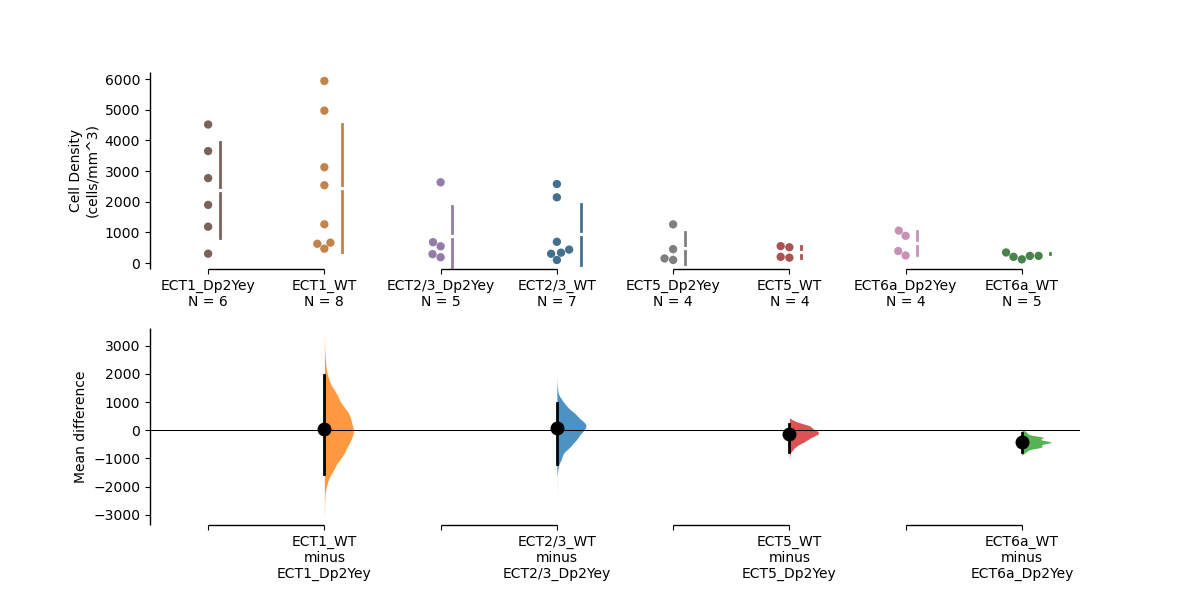 6000
5000
4000
3000
2000
1000
0
Cell Density
(cells/mm^3)
ECT1_Dp2Yey
N = 6
ECT1_WT
N = 8
ECT2/3_Dp2Yey
N = 5
ECT2/3_WT
N = 7
ECT5_Dp2Yey
N = 4
ECT5_WT
N = 4
ECT6a_Dp2Yey
N = 4
ECT6a_WT
N = 5
3000
2000
1000
0
−1000
−2000
−3000
Mean difference
ECT1_WT
minus
ECT1_Dp2Yey
ECT2/3_WT
minus
ECT2/3_Dp2Yey
ECT5_WT
minus
ECT5_Dp2Yey
ECT6a_WT
minus
ECT6a_Dp2Yey